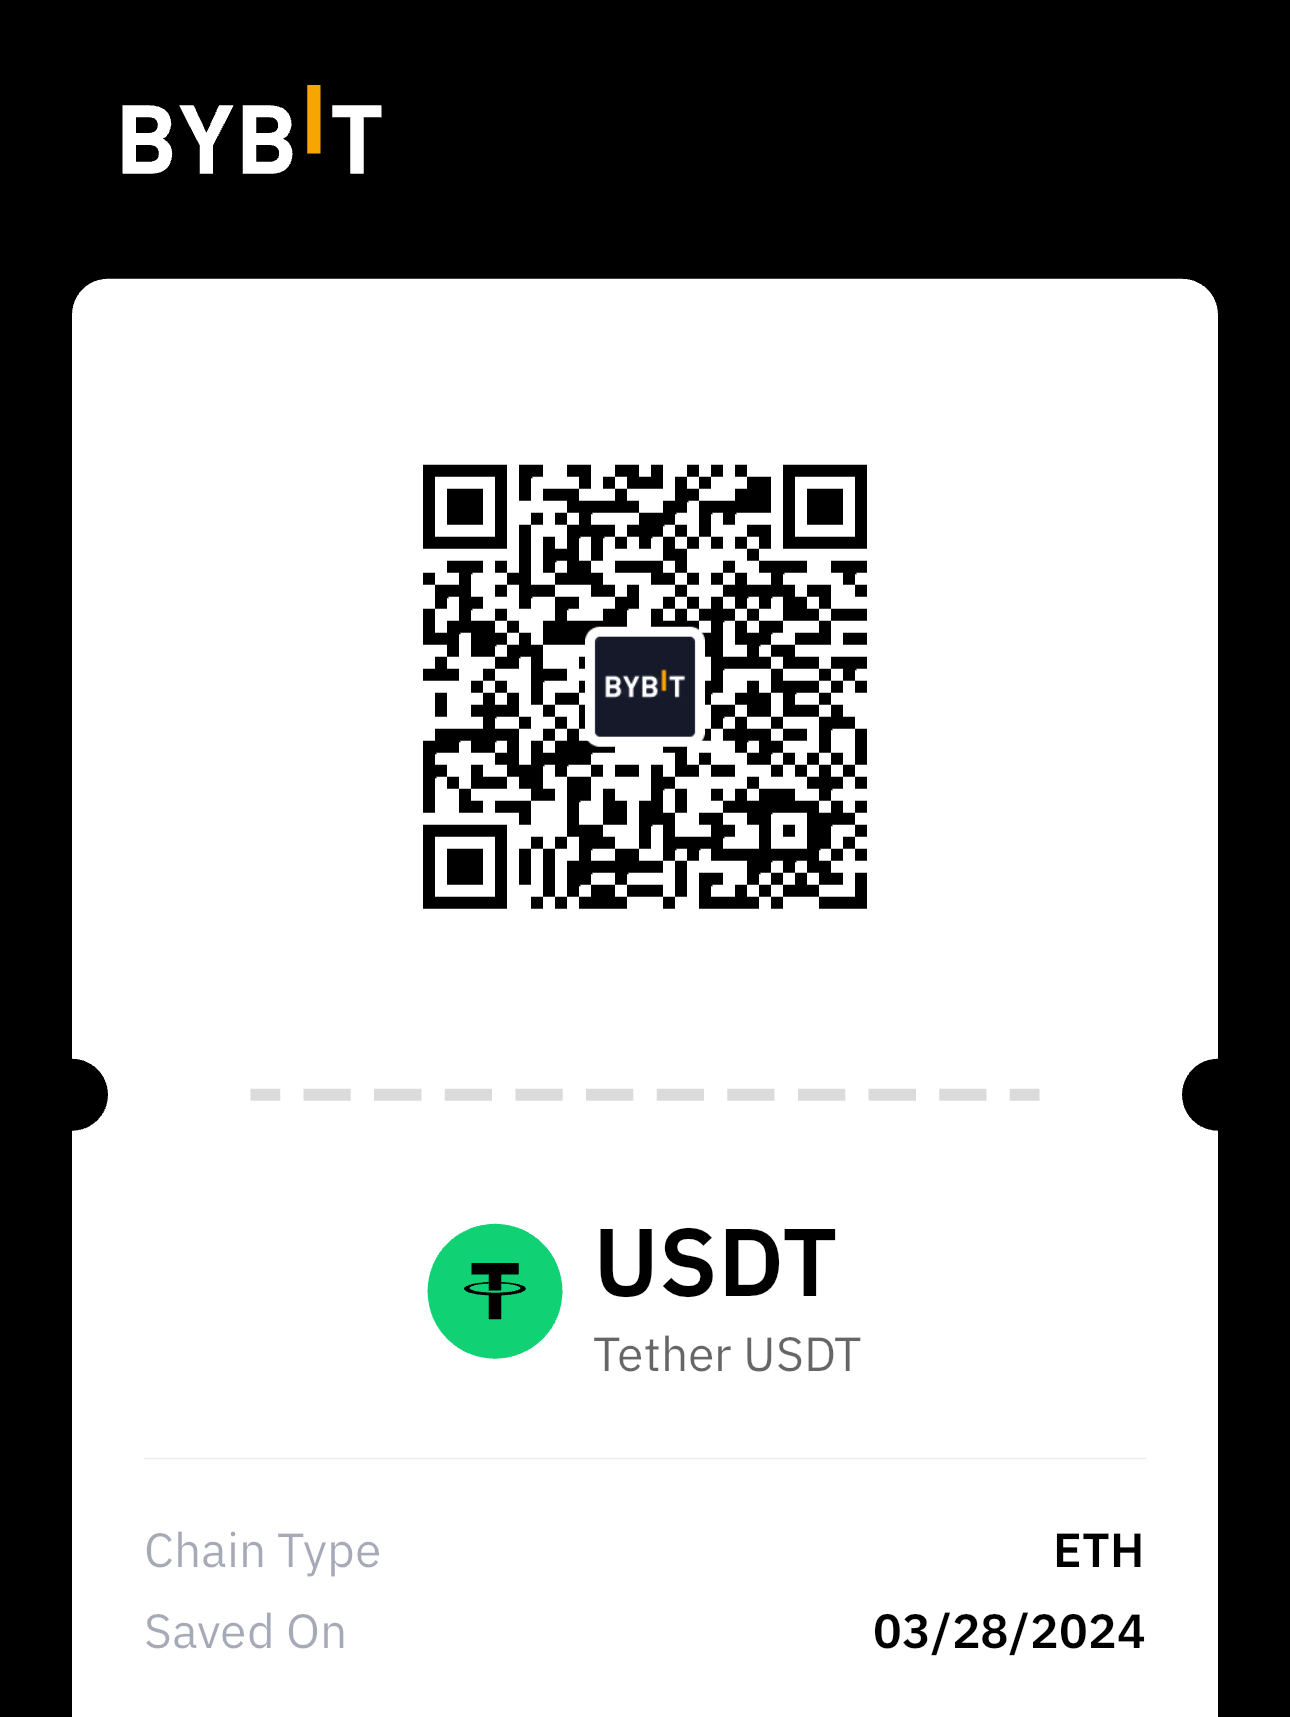 BYBIT
BYBIT
USDT
Tether USDT
Chain Type ETH
Saved On 03/28/2024